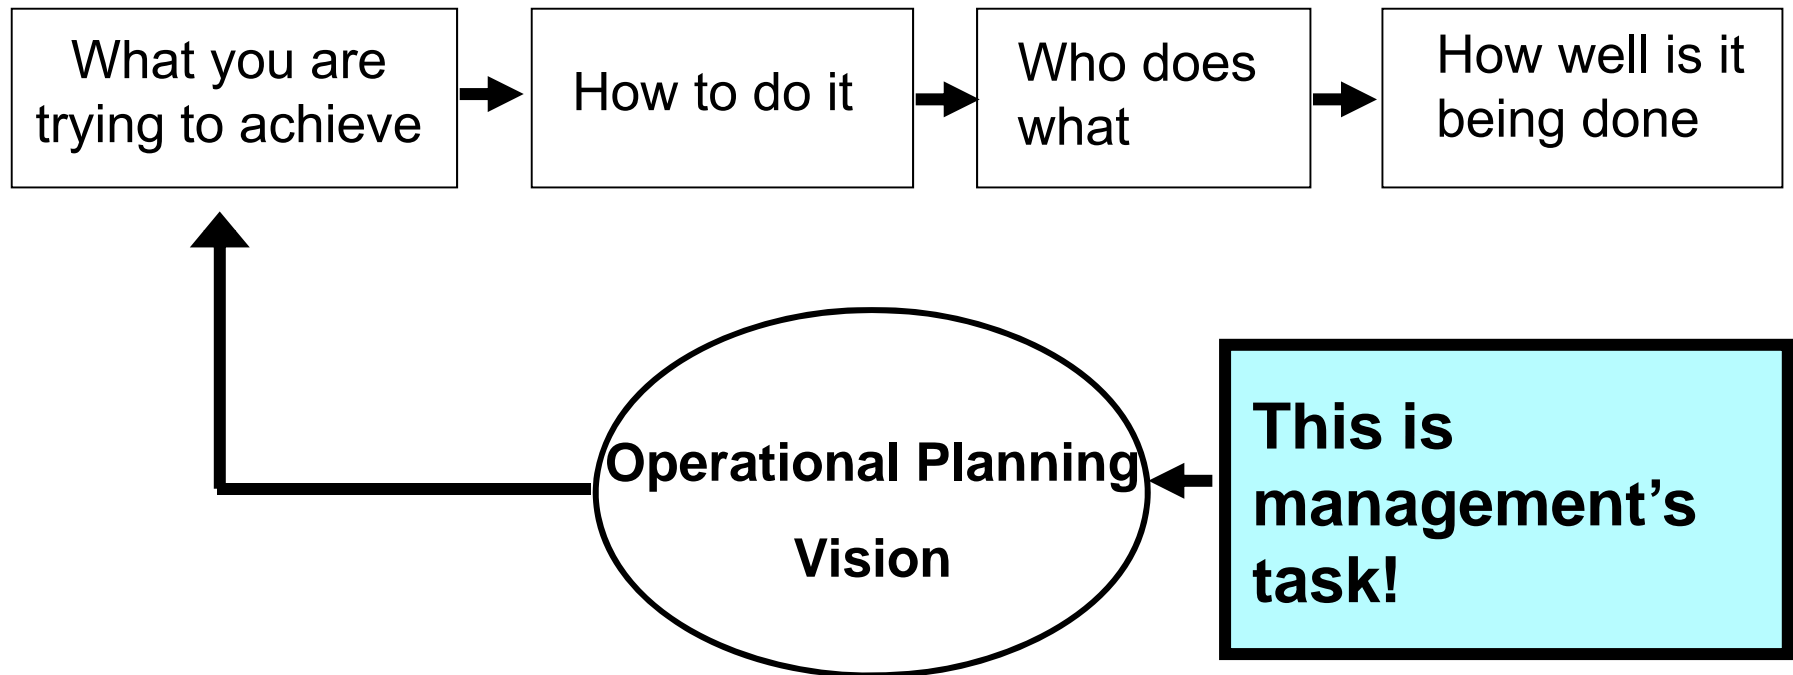 What you are
trying to achieve
How to do it
Who does
what
How well is it
being done
Operational Planning
Vision
This is
management’s
task!